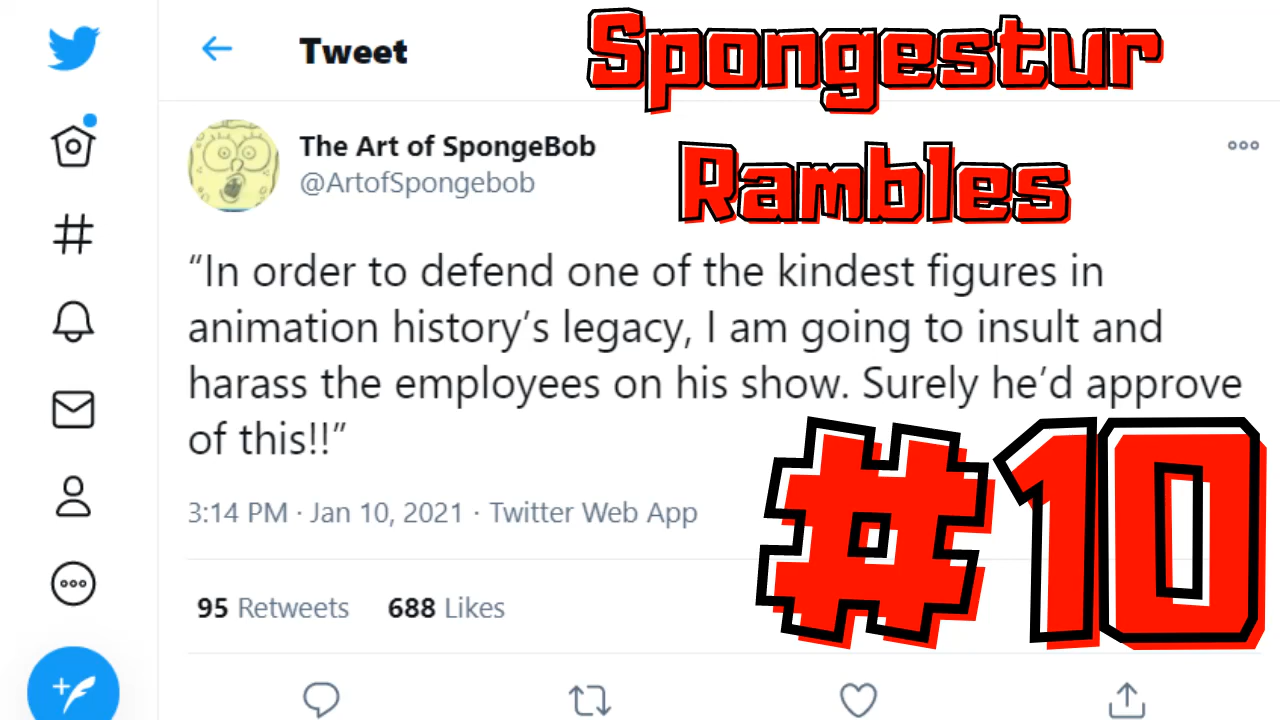 Tweet
Spongestur
Rambles
The Art of SpongeBob
@ArtofSpongebob
“In order to defend one of the kindest figures in
animation history’s legacy, I am going to insult and
harass the employees on his show. Surely he’d approve
of this!!”
#10
3:14 PM · Jan 10, 2021 · Twitter Web App
95 Retweets 688 Likes